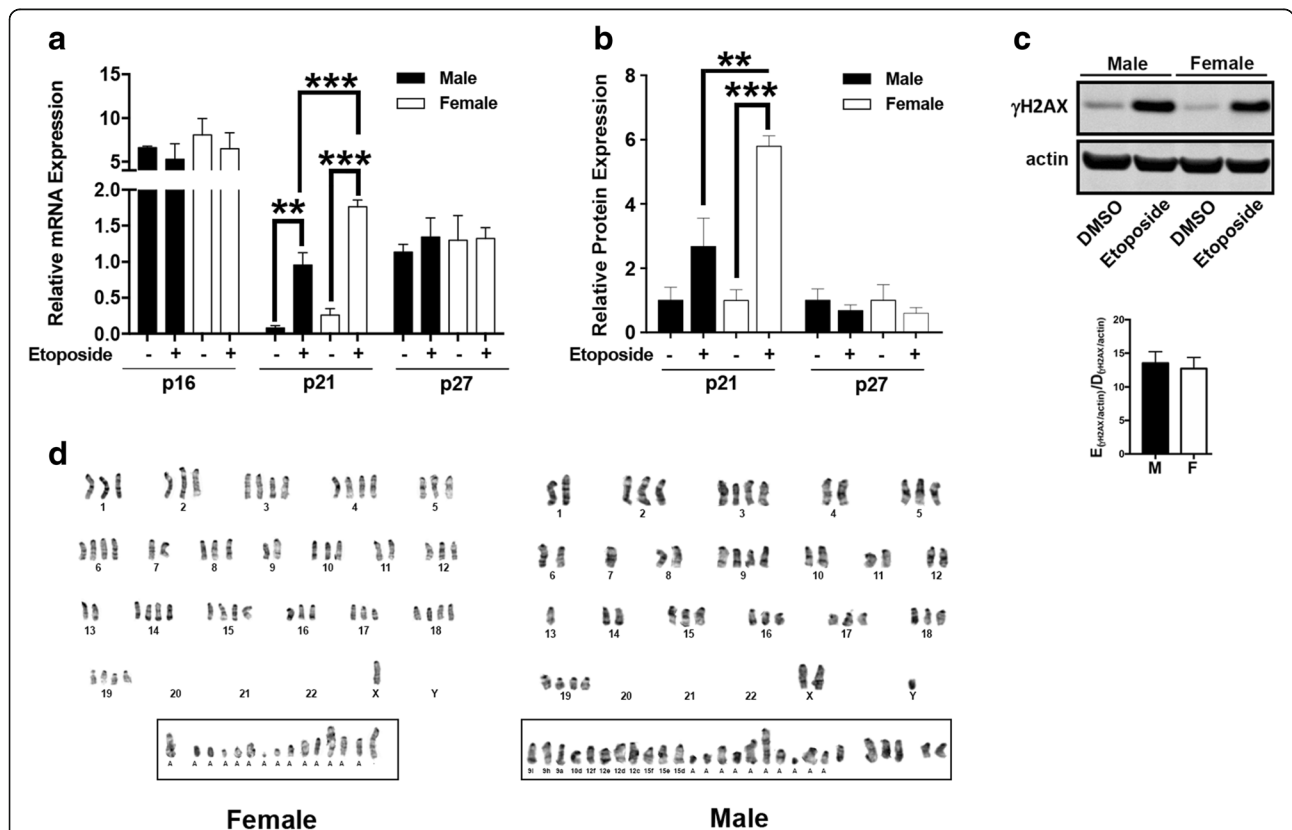 a
Relative mRNA Expression
15
10
5
2.0
1.5
1.0
0.5
0.0
***
***
**
Male
Female
Etoposide - + - + - + - + - + - +
p16 p21 p27
b
Relative Protein Expression
8
6
4
2
0
**
***
Male
Female
Etoposide - + - + - + - +
p21 p27
c
Male Female
γH2AX
actin
DMSO Etoposide DMSO Etoposide
E(γH2AX/actin)/D(γH2AX/actin)
20
15
10
5
0
M F
d
1 2 3 4 5
6 7 8 9 10 11 12
13 14 15 16 17 18
19 20 21 22 X Y
A A A A A A A A A A A A A A
Female
1 2 3 4 5
6 7 8 9 10 11 12
13 14 15 16 17 18
19 20 21 22 X Y
9h 9a 10d 12f 12e 12d 12c 15f 15e 15d A A A A A A A A A A
Male